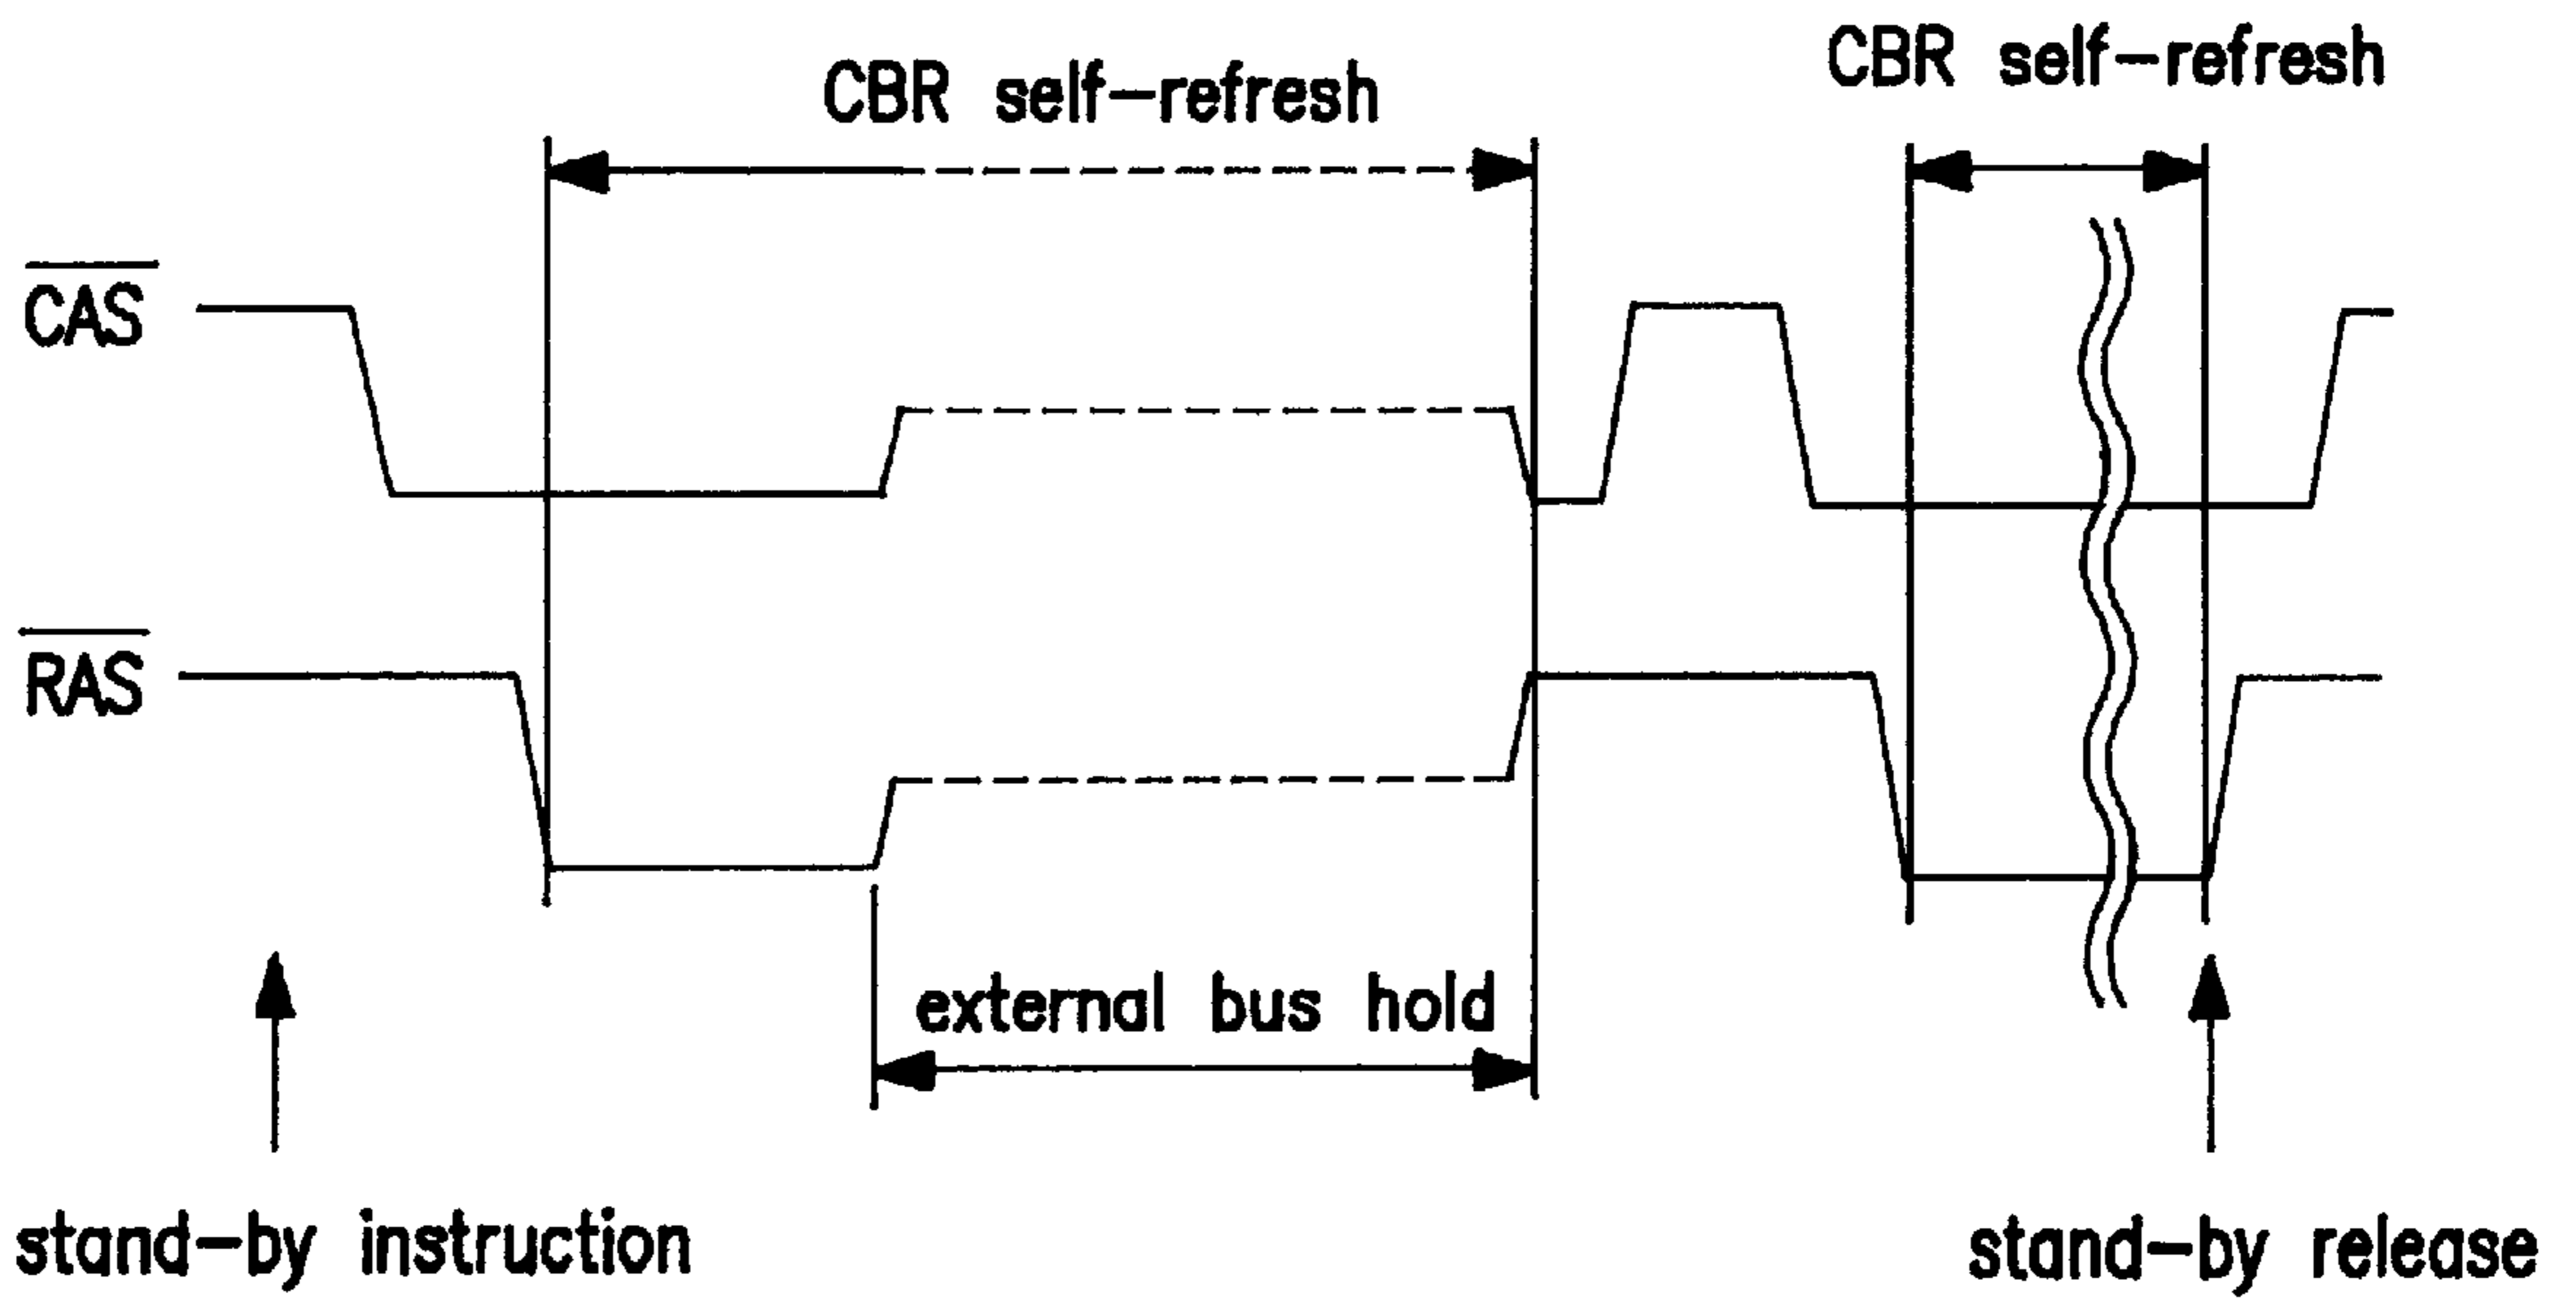 CBR self-refresh
CBR self-refresh
CAS
RAS
external bus hold
stand-by instruction
stand-by release